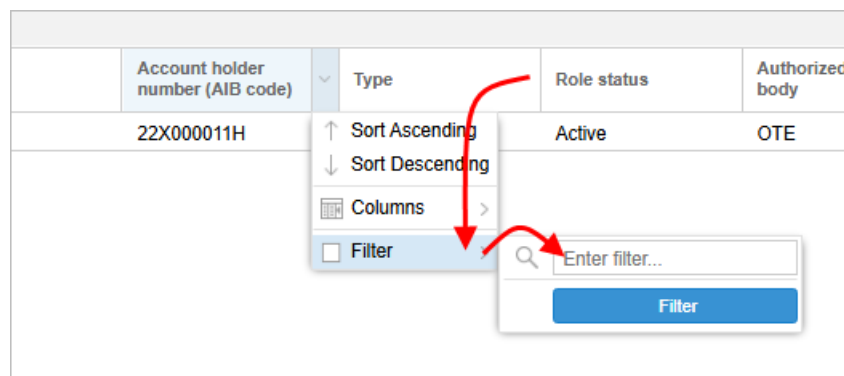 Account holder
number (AIB code)
Type
Role status
Authorized
body
22X000011H
Active
OTE
Sort Ascending
Sort Descending
Columns
Filter
Enter filter...
Filter